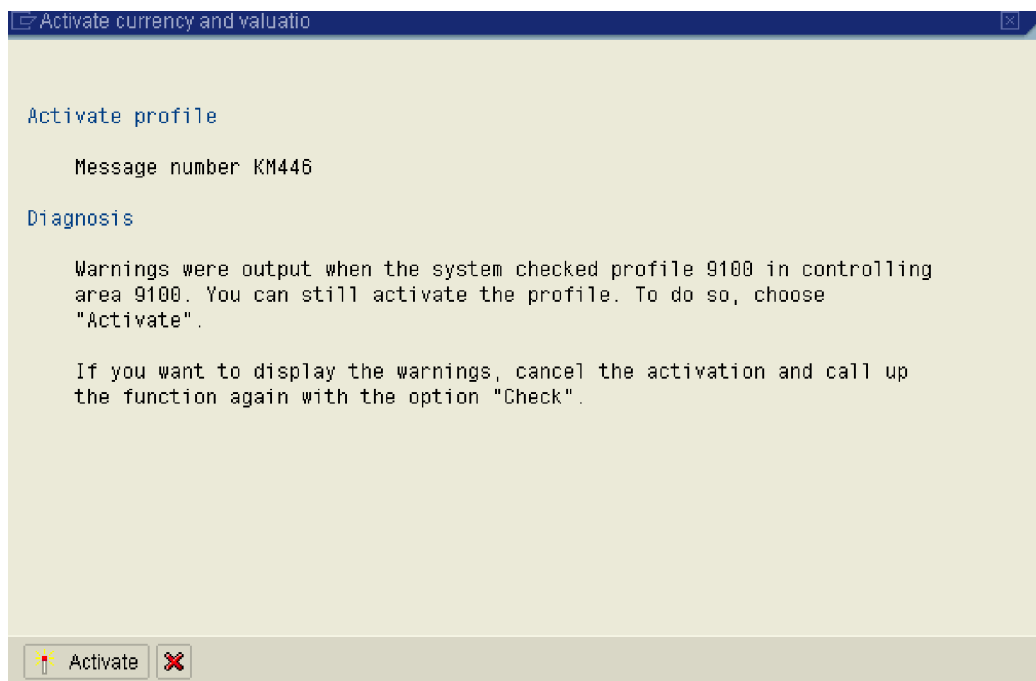 Activate currency and valuatio
Activate profile
Message number KM446
Diagnosis
Warnings were output when the system checked profile 9100 in controlling
area 9100. You can still activate the profile. To do so, choose
"Activate".
If you want to display the warnings, cancel the activation and call up
the function again with the option "Check".
Activate